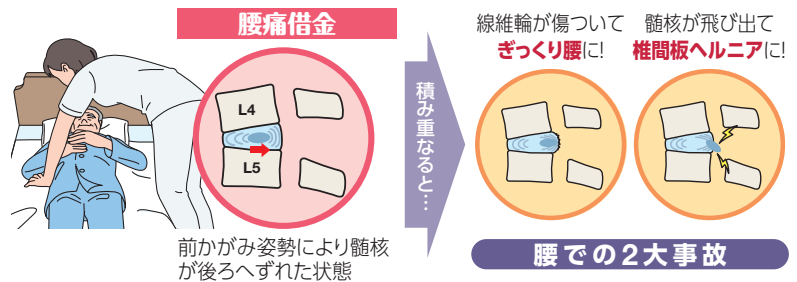 腰痛借金
L4
L5
前かがみ姿勢により髄核
が後ろへずれた状態
積み重なると…
線維輪が傷ついて
ぎっくり腰に!
髄核が飛び出て
椎間板ヘルニアに!
腰での2大事故